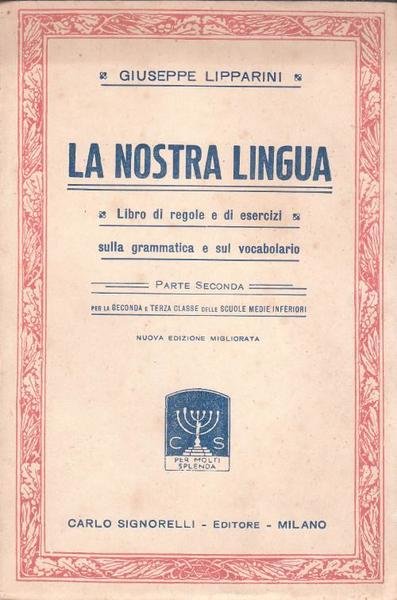 GIUSEPPE LIPPARINI
LA NOSTRA LINGUA
Libro di regole e di esercizi
sulla grammatica e sul vocabolario
PARTE SECONDA
PER LA SECONDA E TERZA CLASSE DELLE SCUOLE MEDIE INFERIORI
NUOVA EDIZIONE MIGLIORATA
C S
PER MOLTI
SPLENDA
CARLO SIGNORELLI - EDITORE - MILANO